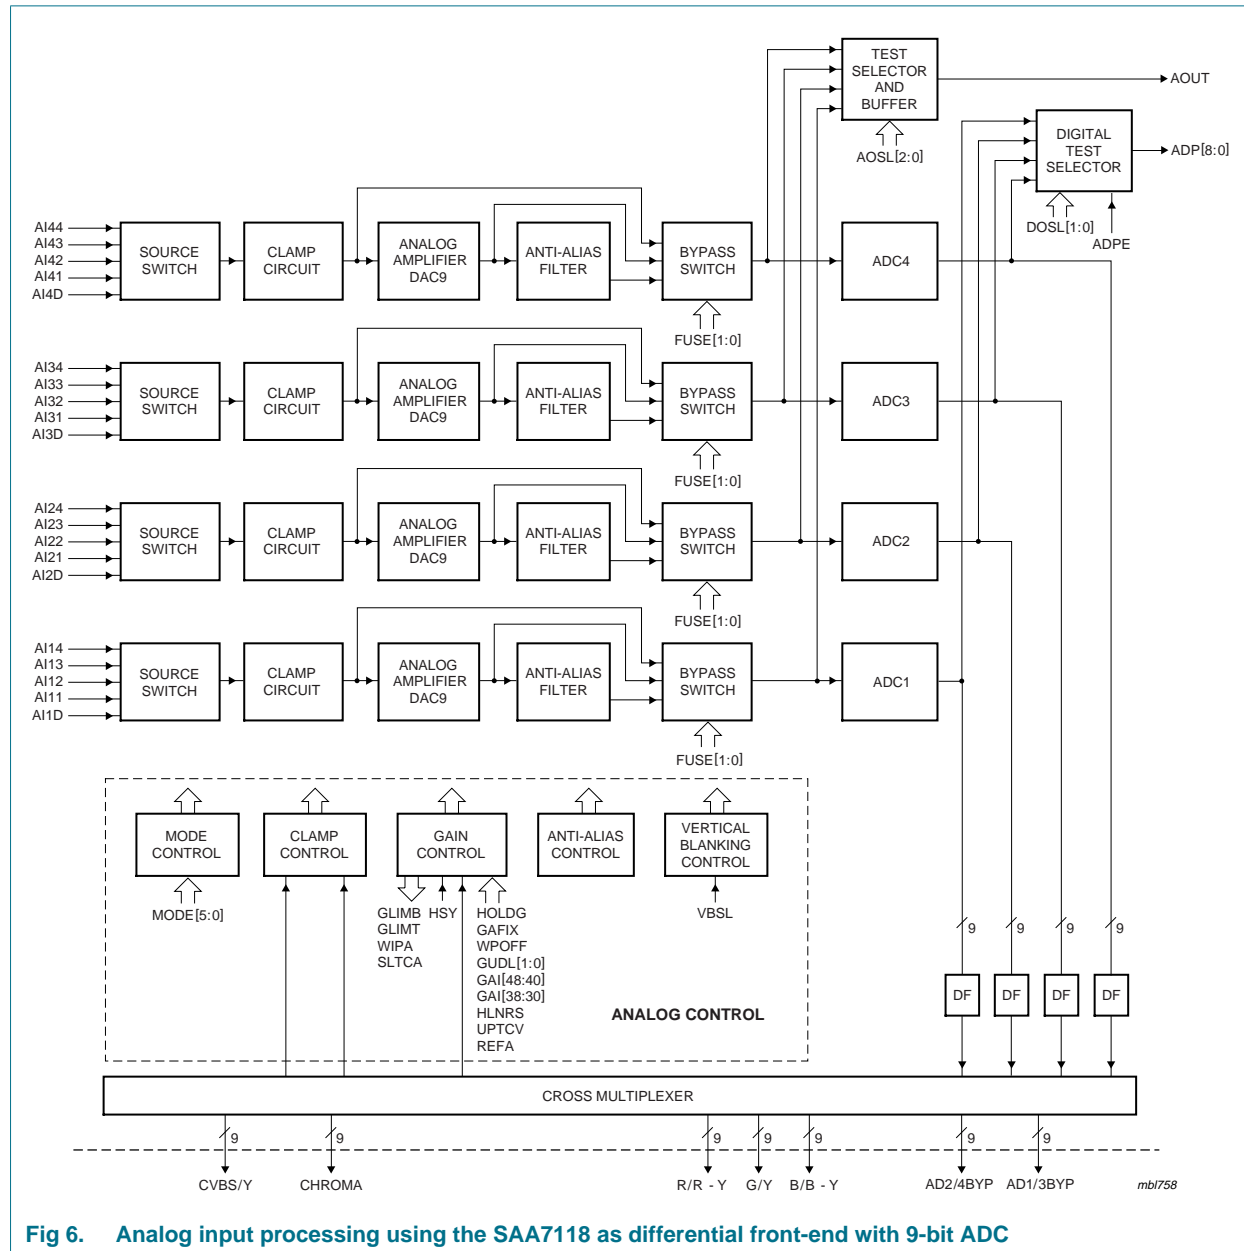 TEST
SELECTOR
AND
BUFFER
AOUT
AOSL[2:0]
DIGITAL
TEST
SELECTOR
ADP[8:0]
DOSL[1:0]
ADPE
AI44
AI43
AI42
AI41
AI4D
SOURCE
SWITCH
CLAMP
CIRCUIT
ANALOG
AMPLIFIER
DAC9
ANTI-ALIAS
FILTER
BYPASS
SWITCH
ADC4
FUSE[1:0]
AI34
AI33
AI32
AI31
AI3D
SOURCE
SWITCH
CLAMP
CIRCUIT
ANALOG
AMPLIFIER
DAC9
ANTI-ALIAS
FILTER
BYPASS
SWITCH
ADC3
FUSE[1:0]
AI24
AI23
AI22
AI21
AI2D
SOURCE
SWITCH
CLAMP
CIRCUIT
ANALOG
AMPLIFIER
DAC9
ANTI-ALIAS
FILTER
BYPASS
SWITCH
ADC2
FUSE[1:0]
AI14
AI13
AI12
AI11
AI1D
SOURCE
SWITCH
CLAMP
CIRCUIT
ANALOG
AMPLIFIER
DAC9
ANTI-ALIAS
FILTER
BYPASS
SWITCH
ADC1
FUSE[1:0]
MODE
CONTROL
MODE[5:0]
CLAMP
CONTROL
GAIN
CONTROL
GLIMB
GLIMT
WIPA
SLTCA
HSY
HOLDG
GAFIX
WPOFF
GUDL[1:0]
GAI[48:40]
GAI[38:30]
HLNRS
UPTCV
REFA
ANTI-ALIAS
CONTROL
VERTICAL
BLANKING
CONTROL
VBSL
ANALOG CONTROL
9
9
9
9
DF
DF
DF
DF
CROSS MULTIPLEXER
9
9
9
9
9
9
9
CVBS/Y
CHROMA
R/R - Y
G/Y
B/B - Y
AD2/4BYP
AD1/3BYP
mbl758
Fig 6. Analog input processing using the SAA7118 as differential front-end with 9-bit ADC